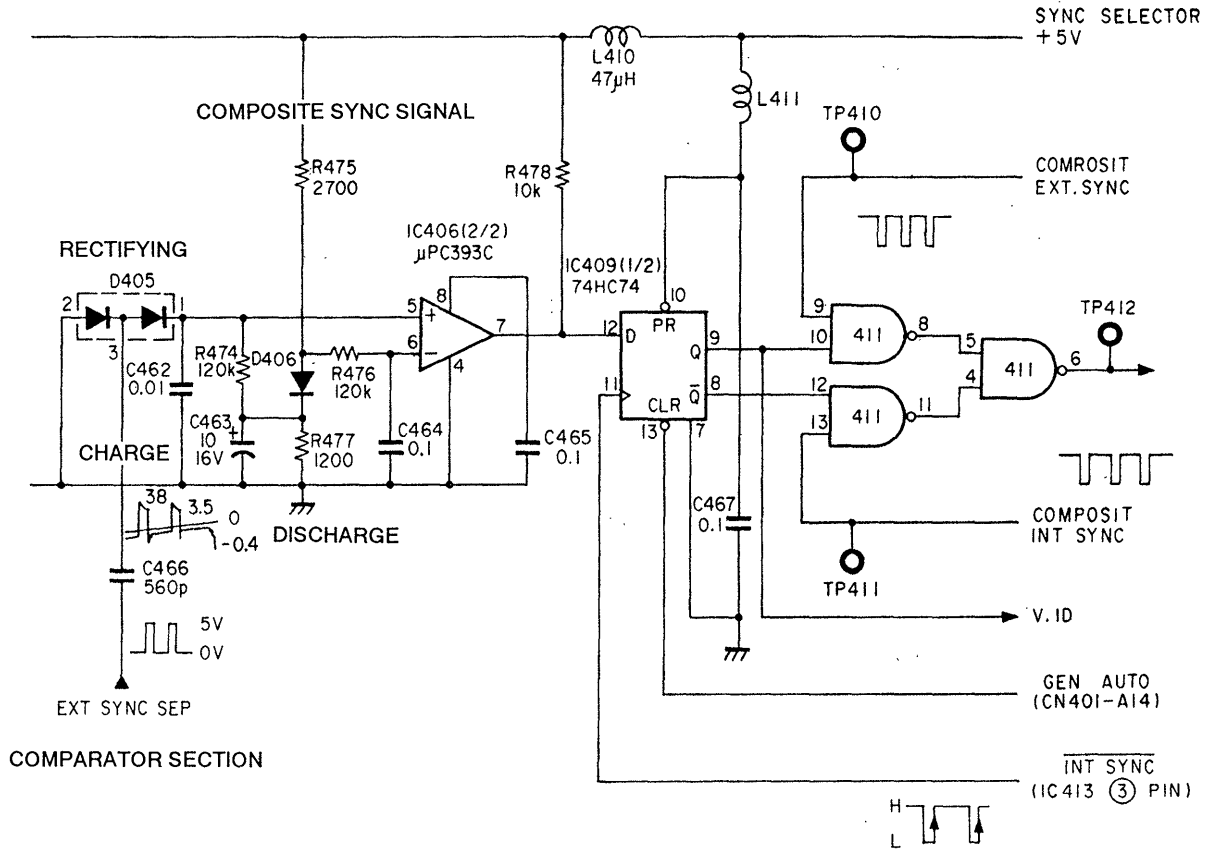 SYNC SELECTOR
+5V
L410
47μH
L411
COMPOSITE SYNC SIGNAL
TP410
R475
2700
R478
10k
COMROSIT
EXT. SYNC
IC406(2/2)
μPC393C
RECTIFYING
D405
IC409(1/2)
74HC74
2
1
3
8
5
+
6
−
7
4
10
12
D
PR
Q
9
11
Q̅
8
CLR
13
7
9
10
411
8
TP412
5
4
411
6
12
13
411
11
R474
120k
D406
R476
120k
C462
0.01
C463
+
10
16V
R477
1200
C464
0.1
C465
0.1
CHARGE
38
3.5
0
-0.4
DISCHARGE
C467
0.1
COMPOSIT
INT SYNC
C466
560p
TP411
5V
0V
V.ID
EXT SYNC SEP
GEN AUTO
(CN401-A14)
COMPARATOR SECTION
INT SYNC
(IC413 ③ PIN)
H
L